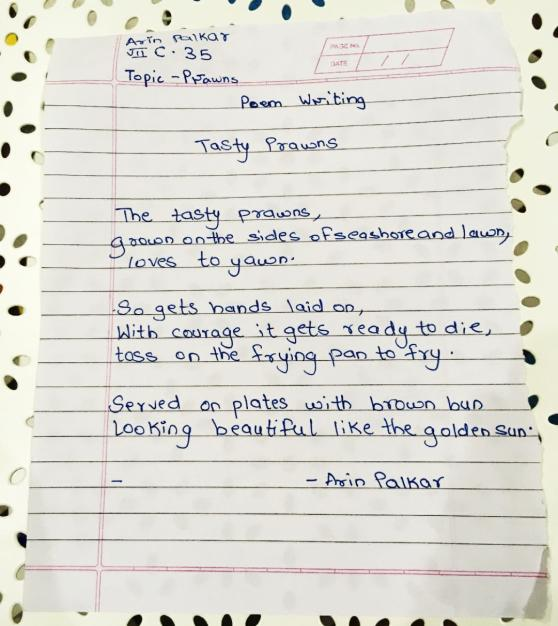 Arin Palkar
VII C. 35
PAGE NO.
DATE / /
Topic - Prawns
Poem Writing
Tasty Prawns
The tasty prawns,
grown on the sides of seashore and lawn,
loves to yawn.
So gets hands laid on,
With courage it gets ready to die,
toss on the frying pan to fry.
Served on plates with brown bun
Looking beautiful like the golden sun.
- - Arin Palkar